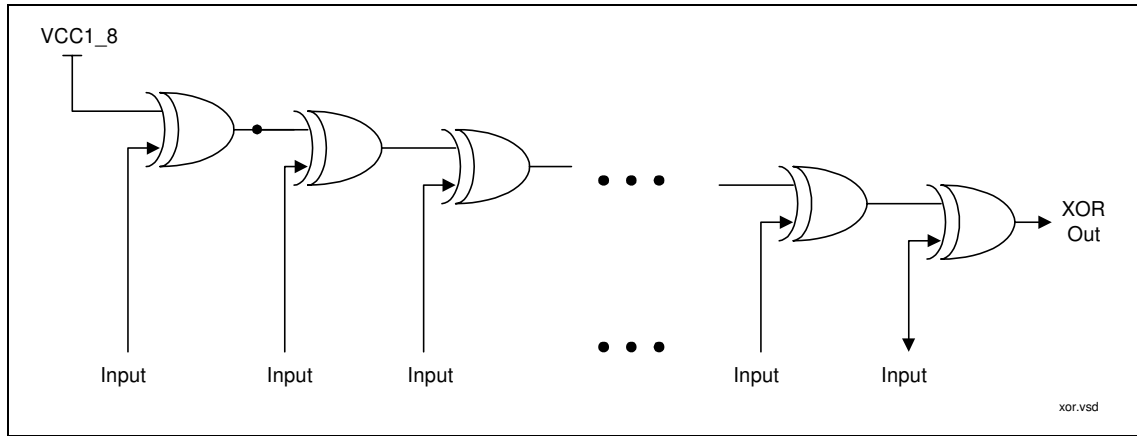 VCC1_8
XOR
Out
Input
Input
Input
Input
Input
xor.vsd